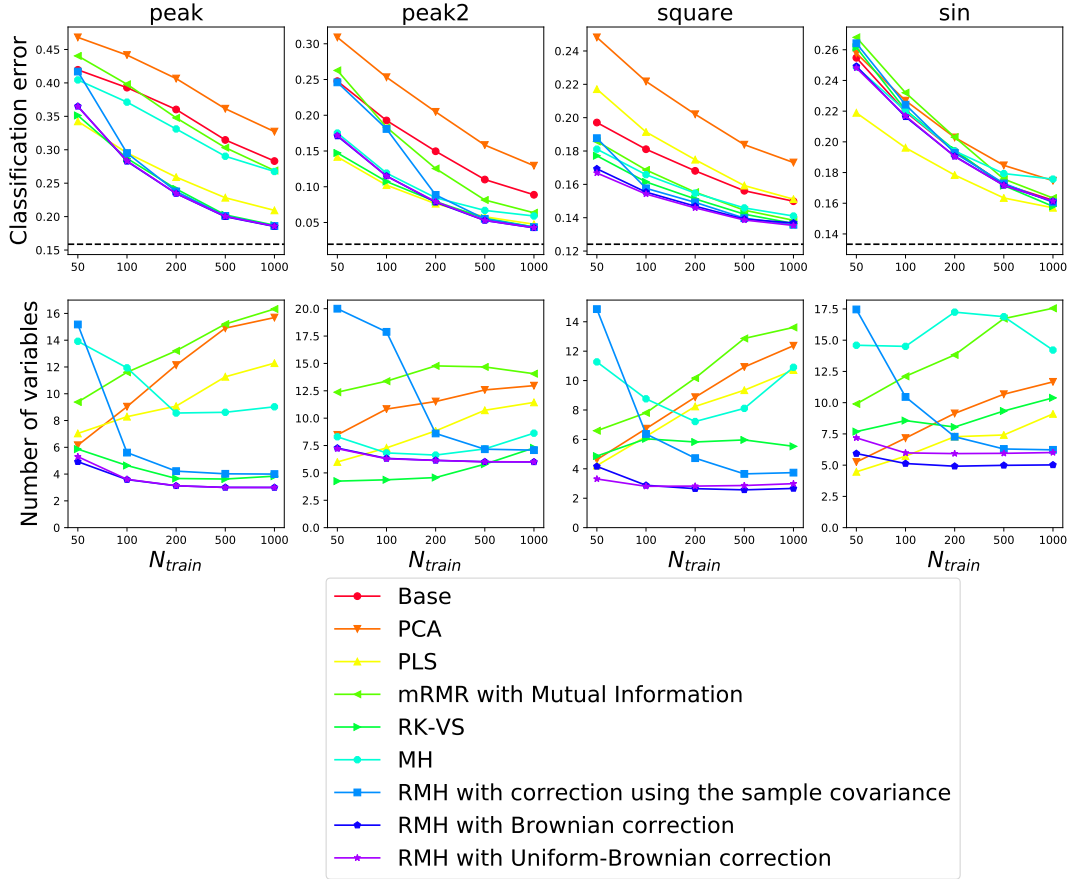 peak peak2 square sin
Classification error
0.45 0.30 0.24 0.26
0.40 0.25 0.22 0.24
0.35 0.20 0.20 0.22
0.30 0.15 0.18 0.20
0.25 0.10 0.16 0.18
0.20 0.05 0.14 0.16
0.15 0.12 0.14
50 100 200 500 1000 50 100 200 500 1000 50 100 200 500 1000 50 100 200 500 1000
Number of variables
16 20.0 14 17.5
14 17.5 12 15.0
12 15.0 10 12.5
10 12.5 8 10.0
8 10.0 6 7.5
6 7.5 4 5.0
4 5.0 2 2.5
2 2.5 0 0.0
0 0.0
50 100 200 500 1000 50 100 200 500 1000 50 100 200 500 1000 50 100 200 500 1000
N_train N_train N_train N_train
Base
PCA
PLS
mRMR with Mutual Information
RK-VS
MH
RMH with correction using the sample covariance
RMH with Brownian correction
RMH with Uniform-Brownian correction